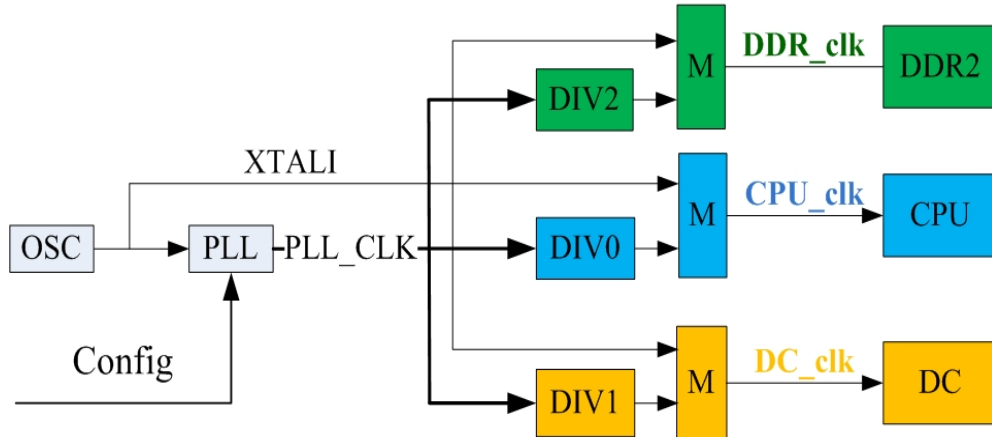 DDR_clk
M
DDR2
DIV2
XTALI
CPU_clk
M
CPU
OSC
PLL
PLL_CLK
DIV0
Config
DC_clk
M
DC
DIV1